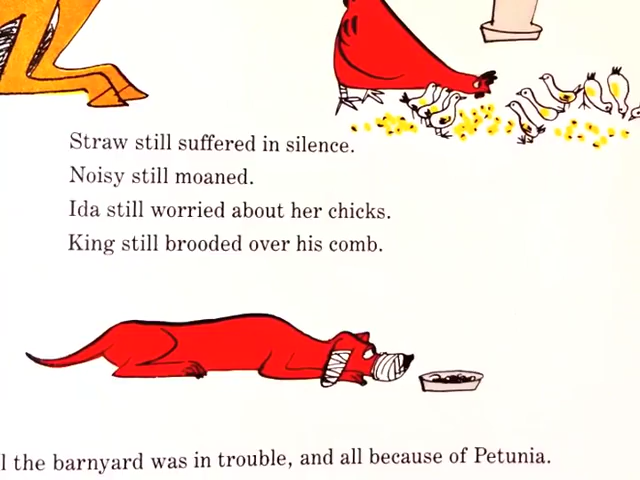 Straw still suffered in silence.
Noisy still moaned.
Ida still worried about her chicks.
King still brooded over his comb.
l the barnyard was in trouble, and all because of Petunia.